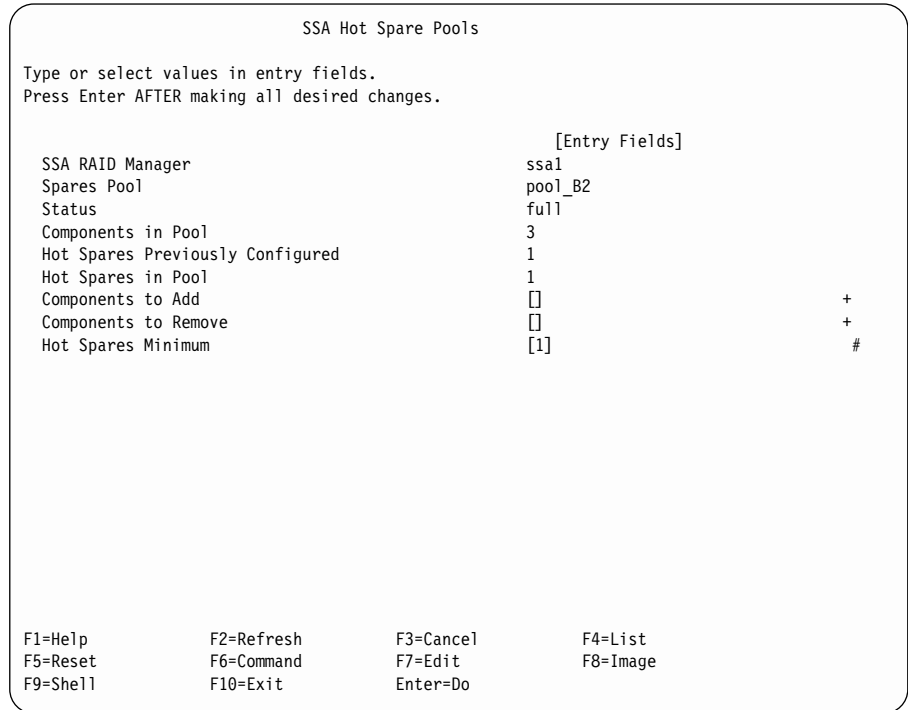 SSA Hot Spare Pools
Type or select values in entry fields.
Press Enter AFTER making all desired changes.
[Entry Fields]
SSA RAID Manager ssa1
Spares Pool pool_B2
Status full
Components in Pool 3
Hot Spares Previously Configured 1
Hot Spares in Pool 1
Components to Add [] +
Components to Remove [] +
Hot Spares Minimum [1] #
F1=Help F2=Refresh F3=Cancel F4=List
F5=Reset F6=Command F7=Edit F8=Image
F9=Shell F10=Exit Enter=Do